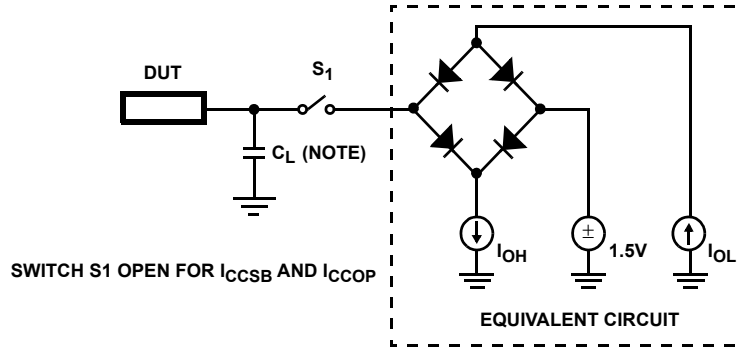 DUT
S1
CL (NOTE)
IOH
±
1.5V
IOL
SWITCH S1 OPEN FOR ICCSB AND ICCOP
EQUIVALENT CIRCUIT